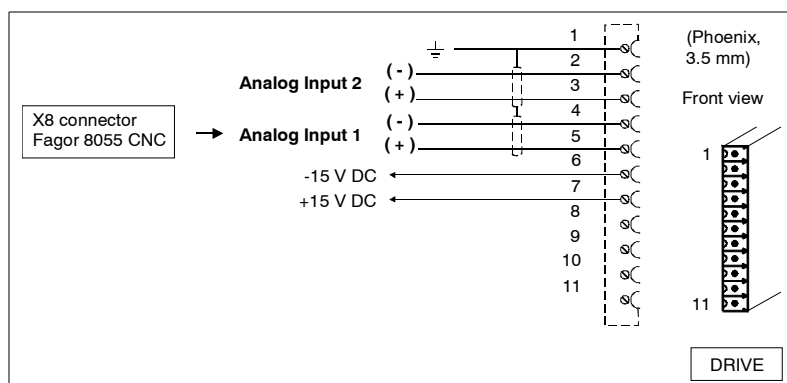 1
2
3
4
5
6
7
8
9
10
11
(Phoenix,
3.5 mm)
Front view
Analog Input 2
( - )
( + )
X8 connector
Fagor 8055 CNC
Analog Input 1
( - )
( + )
-15 V DC
+15 V DC
1
11
DRIVE